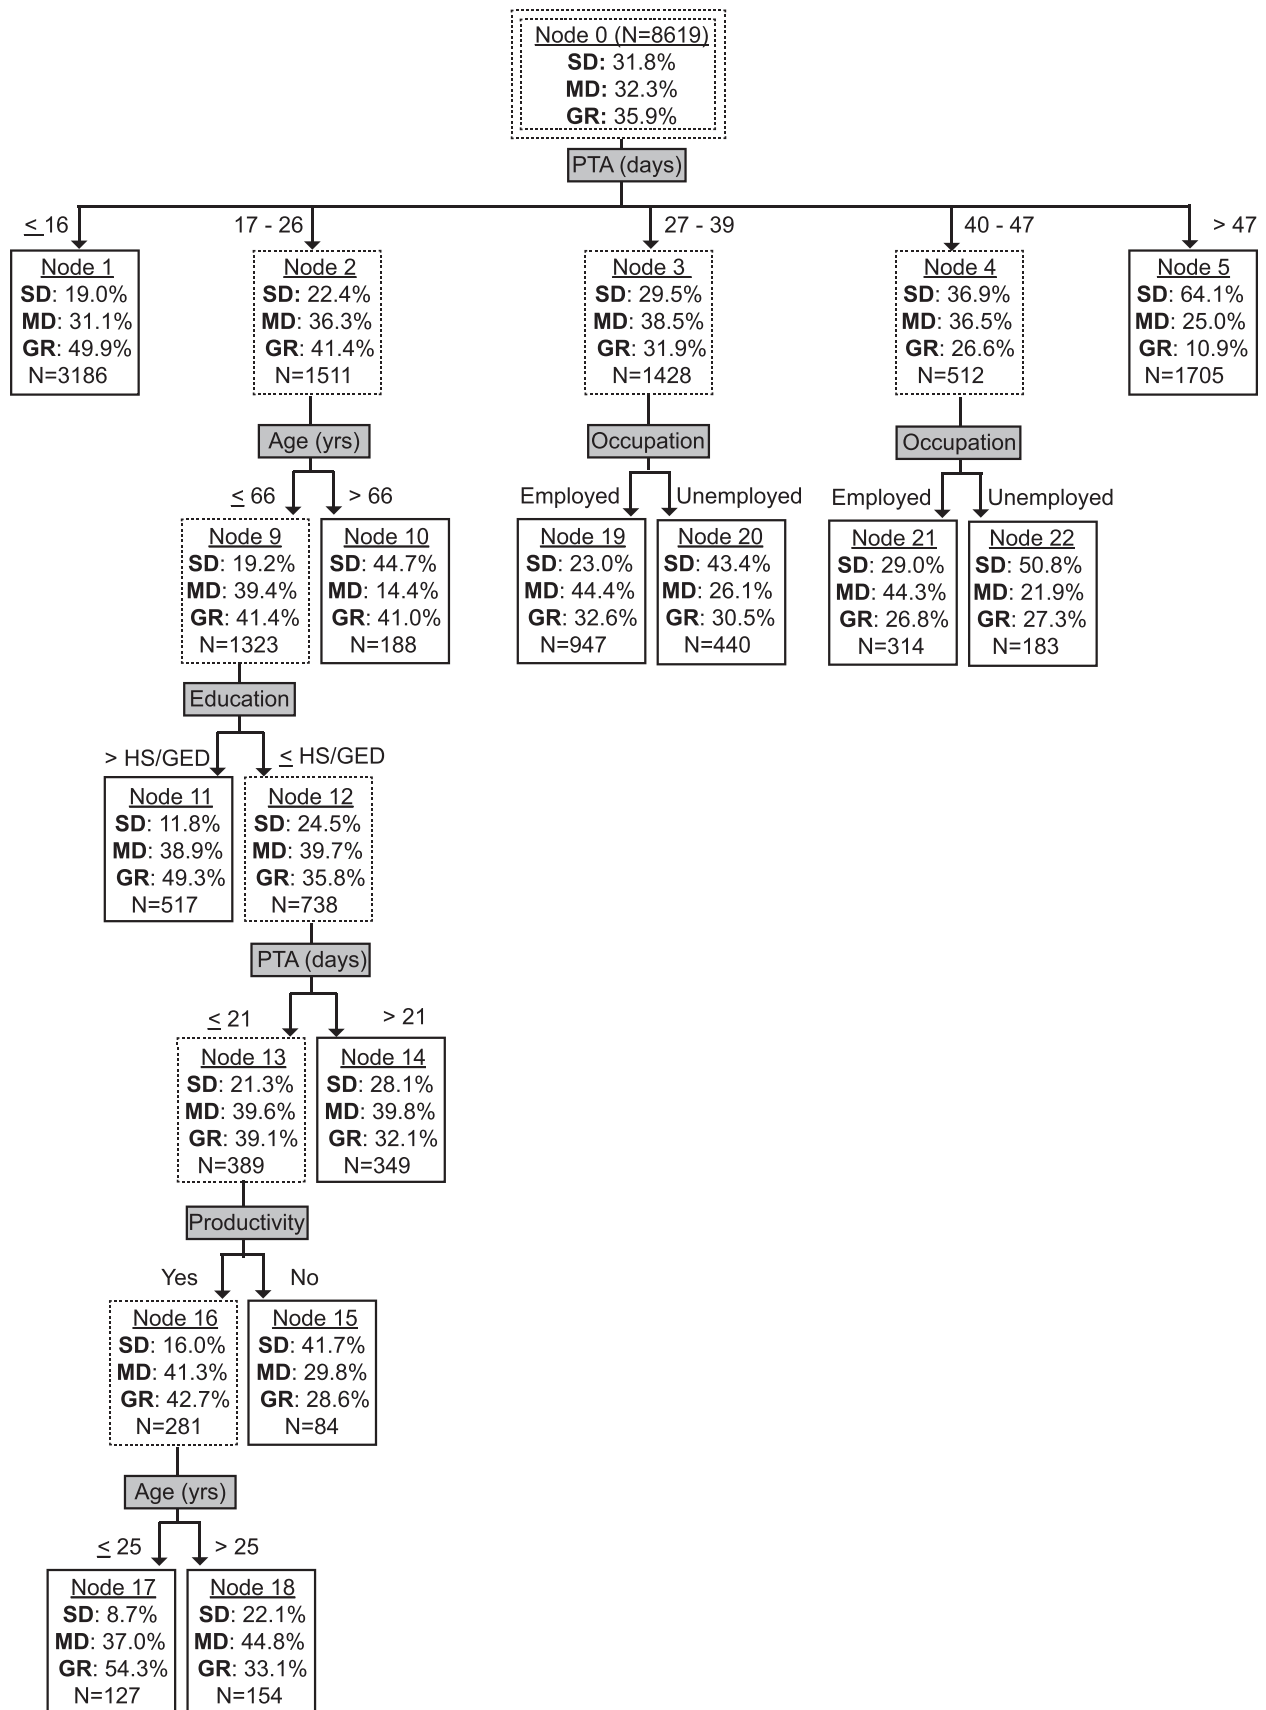 Node 0 (N=8619)
SD: 31.8%
MD: 32.3%
GR: 35.9%
PTA (days)
≤ 16
17 - 26
27 - 39
40 - 47
> 47
Node 1
SD: 19.0%
MD: 31.1%
GR: 49.9%
N=3186
Node 2
SD: 22.4%
MD: 36.3%
GR: 41.4%
N=1511
Node 3
SD: 29.5%
MD: 38.5%
GR: 31.9%
N=1428
Node 4
SD: 36.9%
MD: 36.5%
GR: 26.6%
N=512
Node 5
SD: 64.1%
MD: 25.0%
GR: 10.9%
N=1705
Age (yrs)
Occupation
Occupation
≤ 66
> 66
Employed
Unemployed
Employed
Unemployed
Node 9
SD: 19.2%
MD: 39.4%
GR: 41.4%
N=1323
Node 10
SD: 44.7%
MD: 14.4%
GR: 41.0%
N=188
Node 19
SD: 23.0%
MD: 44.4%
GR: 32.6%
N=947
Node 20
SD: 43.4%
MD: 26.1%
GR: 30.5%
N=440
Node 21
SD: 29.0%
MD: 44.3%
GR: 26.8%
N=314
Node 22
SD: 50.8%
MD: 21.9%
GR: 27.3%
N=183
Education
> HS/GED
≤ HS/GED
Node 11
SD: 11.8%
MD: 38.9%
GR: 49.3%
N=517
Node 12
SD: 24.5%
MD: 39.7%
GR: 35.8%
N=738
PTA (days)
≤ 21
> 21
Node 13
SD: 21.3%
MD: 39.6%
GR: 39.1%
N=389
Node 14
SD: 28.1%
MD: 39.8%
GR: 32.1%
N=349
Productivity
Yes
No
Node 16
SD: 16.0%
MD: 41.3%
GR: 42.7%
N=281
Node 15
SD: 41.7%
MD: 29.8%
GR: 28.6%
N=84
Age (yrs)
≤ 25
> 25
Node 17
SD: 8.7%
MD: 37.0%
GR: 54.3%
N=127
Node 18
SD: 22.1%
MD: 44.8%
GR: 33.1%
N=154